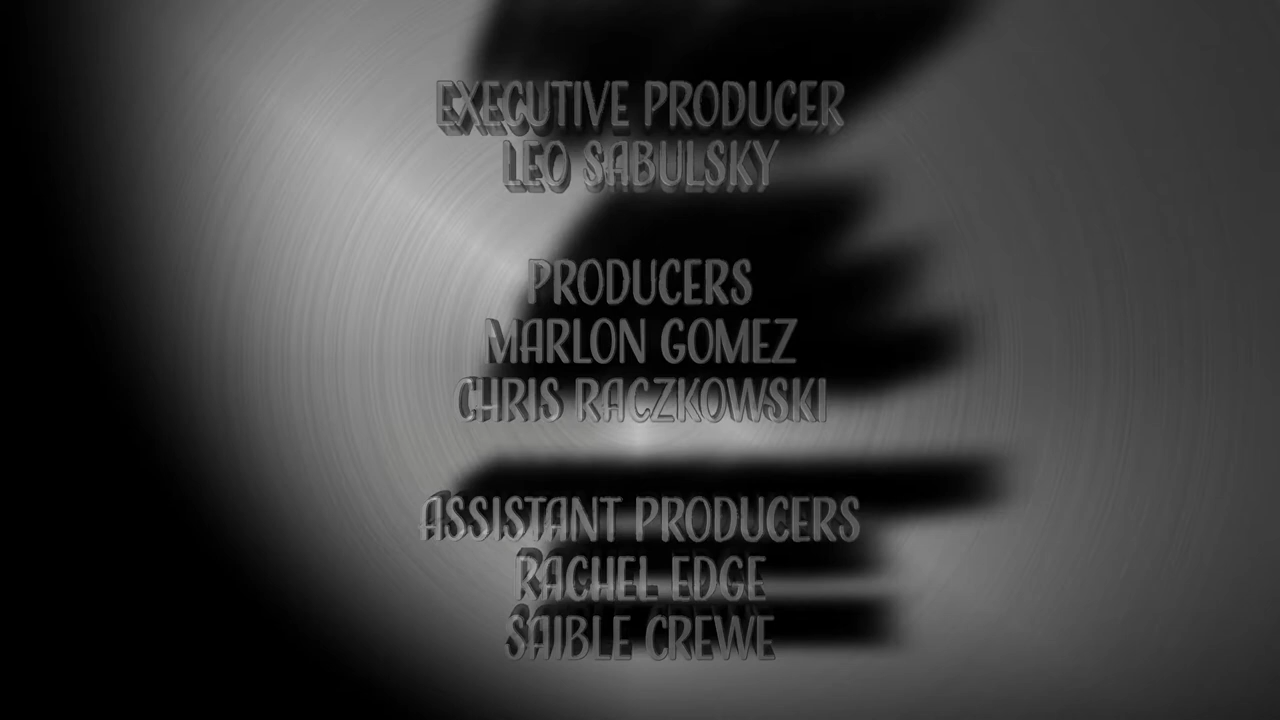 EXECUTIVE PRODUCER
LEO SABULSKY
PRODUCERS
MARLON GOMEZ
CHRIS RACZKOWSKI
ASSISTANT PRODUCERS
RACHEL EDGE
SAIBLE CREWE